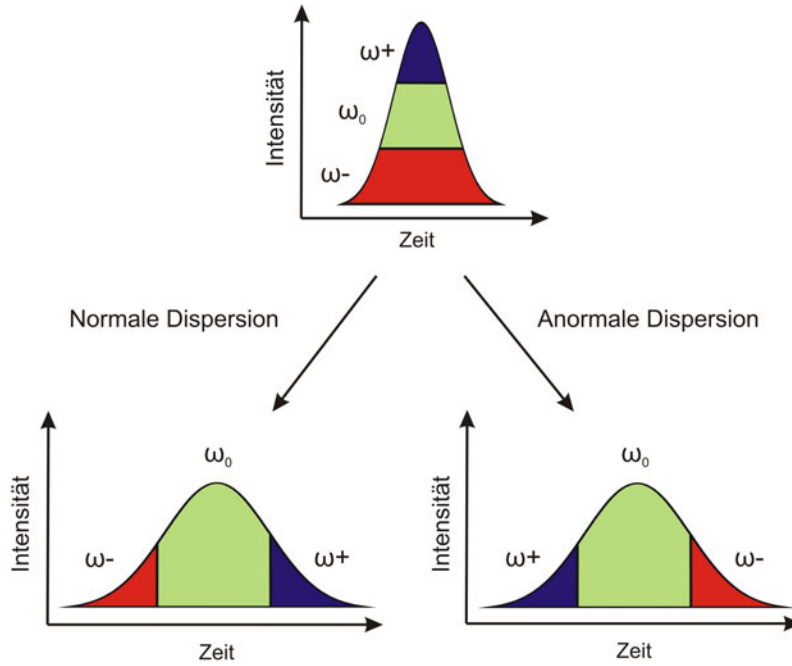 ω+
ω₀
ω-
Intensität
Zeit
Normale Dispersion
Anormale Dispersion
ω₀
ω-
ω+
Intensität
Zeit
ω₀
ω+
ω-
Intensität
Zeit